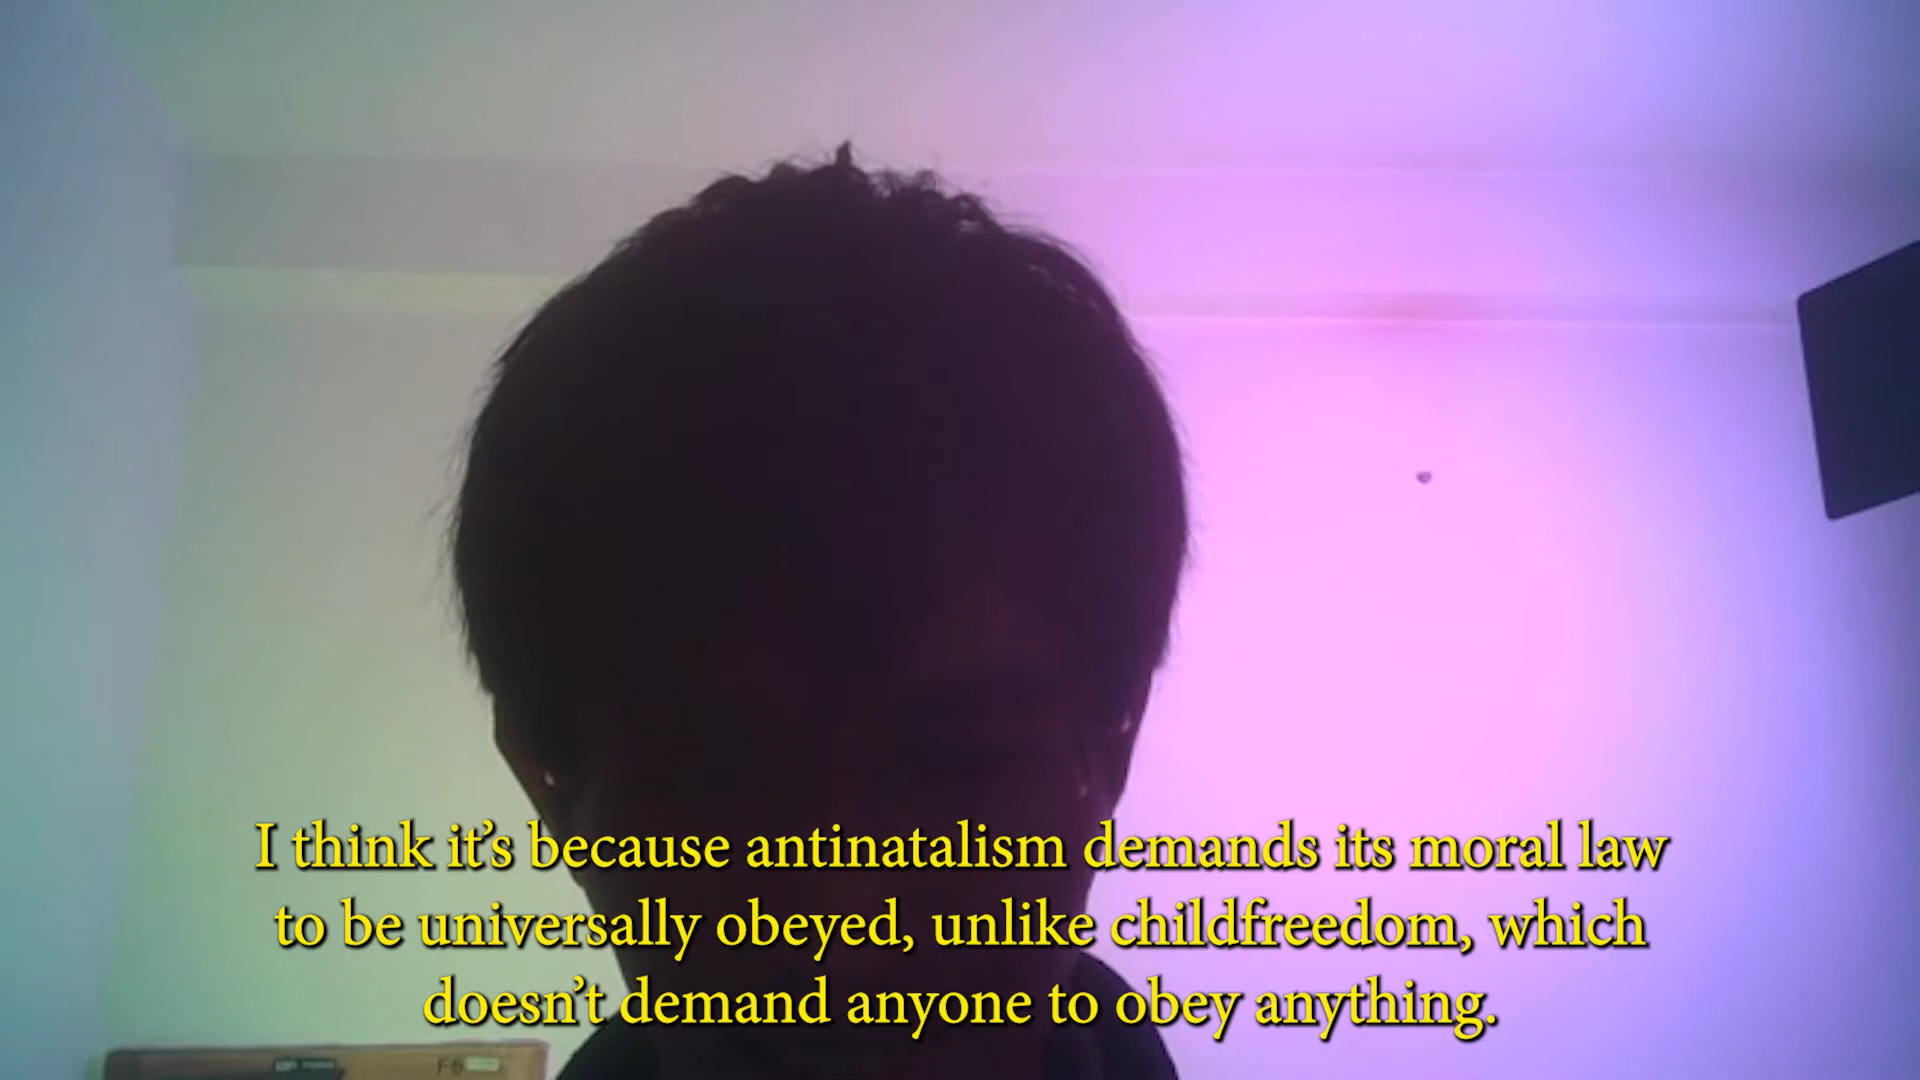 I think it’s because antinatalism demands its moral law
to be universally obeyed, unlike childfreedom, which
doesn’t demand anyone to obey anything.
F6